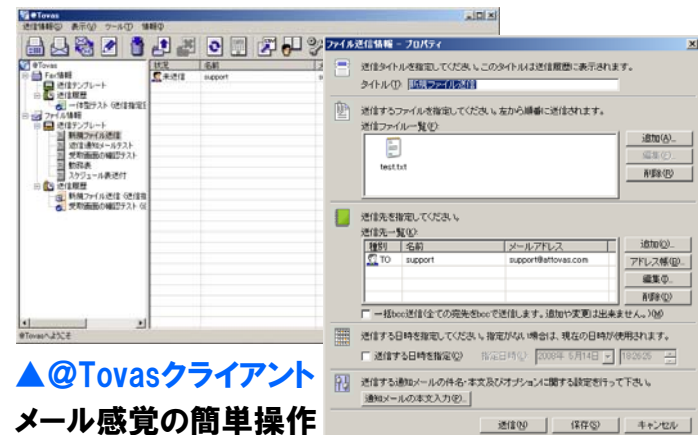 @Tovas
送信情報(I) 表示(V) ツール(T) 情報(I)
@Tovas
Fax情報
送信テンプレート
送信履歴
一体型テスト (送信指定
ファイル情報
送信テンプレート
新規ファイル送信
送信通知メールテスト
受取画面の確認テスト
勤務表
スケジュール表送付
送信履歴
新規ファイル送信 (送信指
受取画面の確認テスト (
状況 名前
未送信 support
@Tovasへようこそ
ファイル送信情報 - プロパティ
送信タイトルを指定してください。このタイトルは送信履歴に表示されます。
タイトル(T) 新規ファイル送信
送信するファイルを指定してください。左から順番に送信されます。
送信ファイル一覧(F)
test.txt
追加(A)...
編集(E)...
削除(R)
送信先を指定してください。
送信先一覧(K)
種別 名前 メールアドレス
TO support support@attovas.com
追加(O)...
アドレス帳(B)...
編集(I)...
削除(Q)
一括bcc送信(全ての宛先をbccで送信します。追加や変更は出来ません。)(M)
送信する日時を指定してください。指定がない場合は、現在の日時が使用されます。
送信する日時を指定(C) 指定日時(J) 2009年 5月14日 19:26:25
送信する通知メールの件名・本文及びオプションに関する設定を行って下さい。
通知メールの本文入力(P)...
送信(N) 保存(S) キャンセル
▲@Tovasクライアント
メール感覚の簡単操作